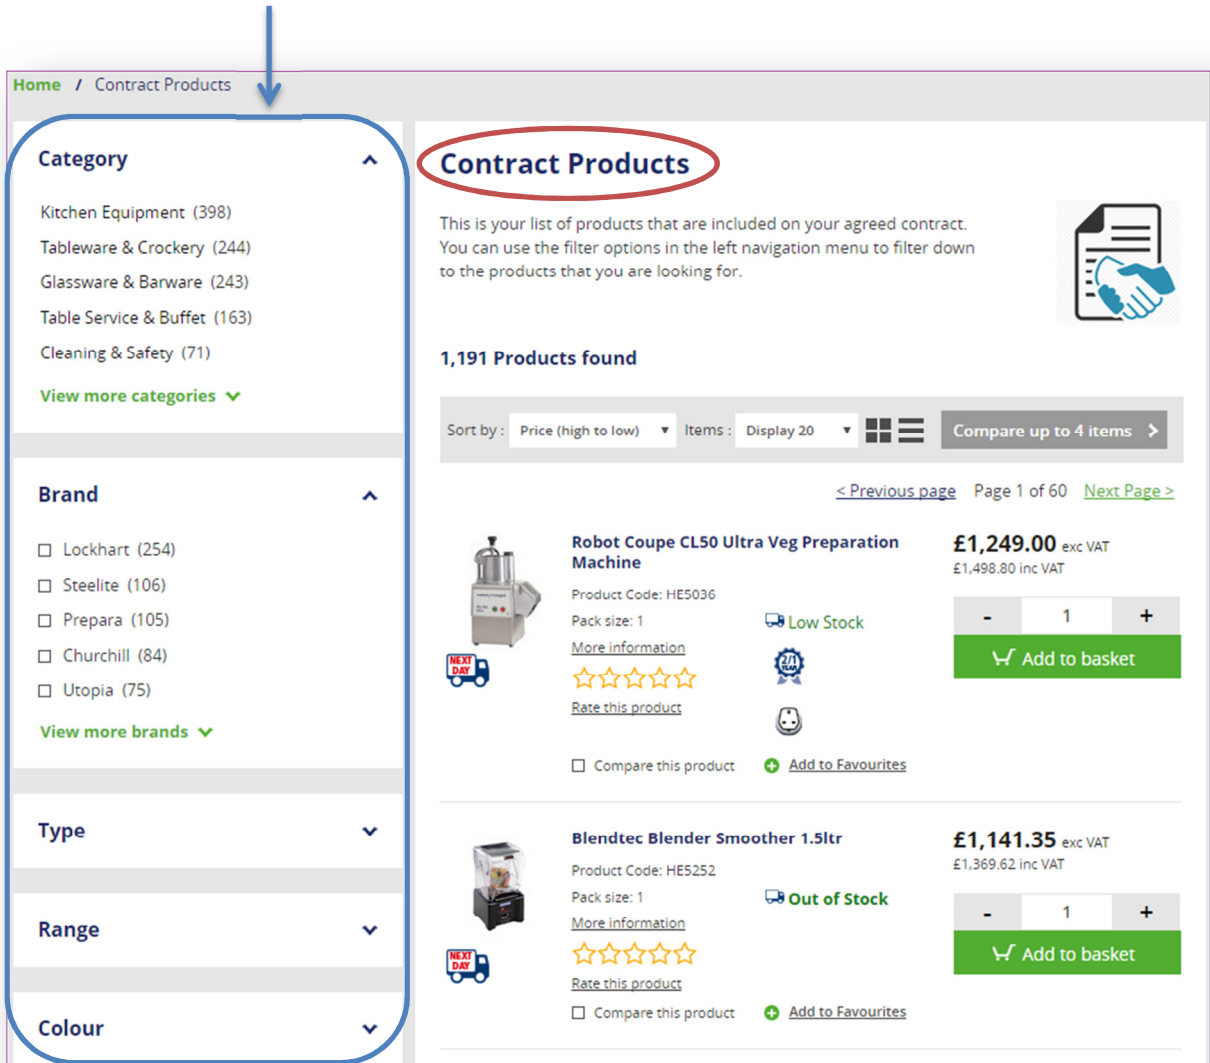 Home / Contract Products
Category
Kitchen Equipment (398)
Tableware & Crockery (244)
Glassware & Barware (243)
Table Service & Buffet (163)
Cleaning & Safety (71)
View more categories
Brand
Lockhart (254)
Steelite (106)
Prepara (105)
Churchill (84)
Utopia (75)
View more brands
Type
Range
Colour
Contract Products
This is your list of products that are included on your agreed contract.
You can use the filter options in the left navigation menu to filter down
to the products that you are looking for.
1,191 Products found
Sort by : Price (high to low) Items : Display 20 Compare up to 4 items >
< Previous page Page 1 of 60 Next Page >
Robot Coupe CL50 Ultra Veg Preparation
Machine
Product Code: HE5036
Pack size: 1
More information
Rate this product
Compare this product
NEXT
DAY
Low Stock
2/1
YEAR
Add to Favourites
£1,249.00 exc VAT
£1,498.80 inc VAT
- 1 +
Add to basket
Blendtec Blender Smoother 1.5ltr
Product Code: HE5252
Pack size: 1
More information
Rate this product
Compare this product
NEXT
DAY
Out of Stock
Add to Favourites
£1,141.35 exc VAT
£1,369.62 inc VAT
- 1 +
Add to basket